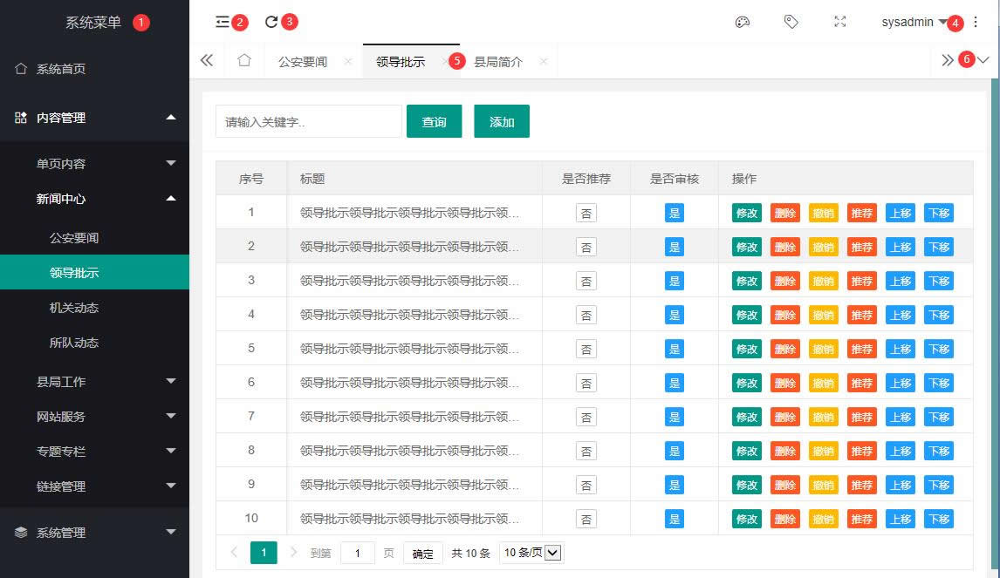 系统菜单 1
2 3 sysadmin 4
系统首页
内容管理
单页内容
新闻中心
公安要闻
领导批示
机关动态
所队动态
县局工作
网站服务
专题专栏
链接管理
系统管理
公安要闻 领导批示 5 县局简介 6
请输入关键字.. 查询 添加
序号 标题 是否推荐 是否审核 操作
1 领导批示领导批示领导批示领导批示领... 否 是 修改 删除 撤销 推荐 上移 下移
2 领导批示领导批示领导批示领导批示领... 否 是 修改 删除 撤销 推荐 上移 下移
3 领导批示领导批示领导批示领导批示领... 否 是 修改 删除 撤销 推荐 上移 下移
4 领导批示领导批示领导批示领导批示领... 否 是 修改 删除 撤销 推荐 上移 下移
5 领导批示领导批示领导批示领导批示领... 否 是 修改 删除 撤销 推荐 上移 下移
6 领导批示领导批示领导批示领导批示领... 否 是 修改 删除 撤销 推荐 上移 下移
7 领导批示领导批示领导批示领导批示领... 否 是 修改 删除 撤销 推荐 上移 下移
8 领导批示领导批示领导批示领导批示领... 否 是 修改 删除 撤销 推荐 上移 下移
9 领导批示领导批示领导批示领导批示领... 否 是 修改 删除 撤销 推荐 上移 下移
10 领导批示领导批示领导批示领导批示领... 否 是 修改 删除 撤销 推荐 上移 下移
1 到第 1 页 确定 共 10 条 10 条/页